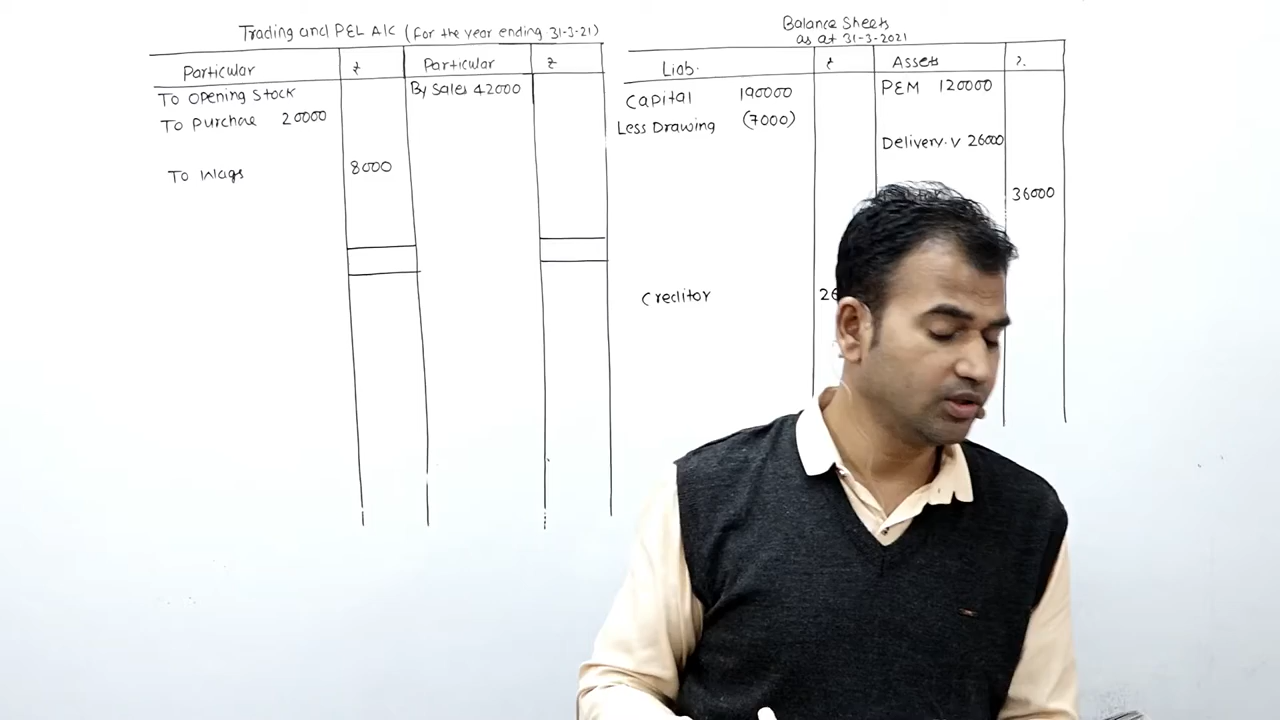 Trading and P&L A/C (For the year ending 31-3-21)
Particular ₹ Particular ₹
To Opening Stock By Sales 42000
To Purchae 20000
To Wags 8000
Balance Sheets
as at 31-3-2021
Liab. ₹ Assets ₹
Capital 190000 P&M 120000
Less Drawing (7000)
Delivery.v 26000
36000
Creditor